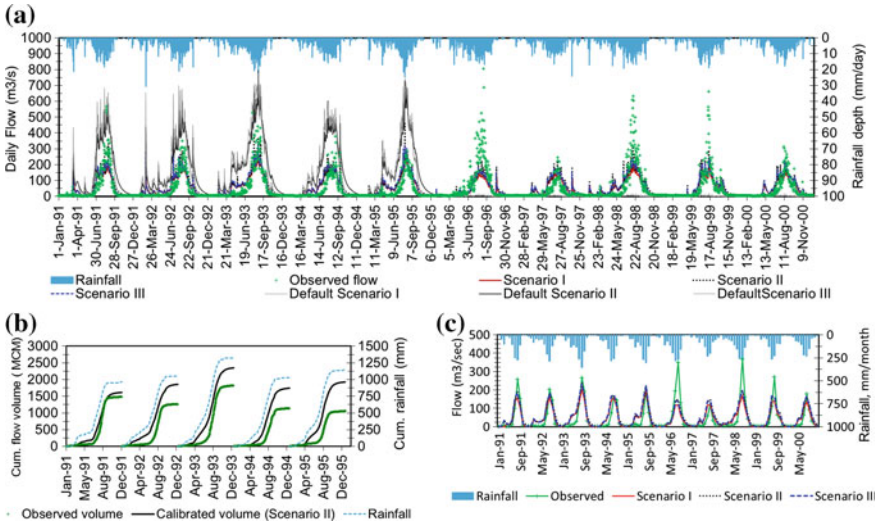 (a)
1000
900
800
700
600
500
400
300
200
100
0
Daily Flow (m3/s)
0
10
20
30
40
50
60
70
80
90
100
Rainfall depth (mm/day)
1-Jan-91
1-Apr-91
30-Jun-91
28-Sep-91
27-Dec-91
26-Mar-92
24-Jun-92
22-Sep-92
21-Dec-92
21-Mar-93
19-Jun-93
17-Sep-93
16-Dec-93
16-Mar-94
14-Jun-94
12-Sep-94
11-Dec-94
11-Mar-95
9-Jun-95
7-Sep-95
6-Dec-95
5-Mar-96
3-Jun-96
1-Sep-96
30-Nov-96
28-Feb-97
29-May-97
27-Aug-97
25-Nov-97
23-Feb-98
24-May-98
22-Aug-98
20-Nov-98
18-Feb-99
19-May-99
17-Aug-99
15-Nov-99
13-Feb-00
13-May-00
11-Aug-00
9-Nov-00
Rainfall Observed flow Scenario I Scenario II
Scenario III Default Scenario I Default Scenario II DefaultScenario III
(b)
3000
2500
2000
1500
1000
500
0
Cum. flow volume ( MCM)
1500
1250
1000
750
500
250
0
Cum. rainfall (mm)
Jan-91
May-91
Aug-91
Dec-91
Apr-92
Aug-92
Dec-92
Apr-93
Aug-93
Dec-93
Apr-94
Aug-94
Dec-94
Apr-95
Aug-95
Dec-95
Observed volume Calibrated volume (Scenario II) Rainfall
(c)
500
400
300
200
100
0
Flow (m3/sec)
0
250
500
750
1000
Rainfall, mm/month
Jan-91
Sep-91
May-92
Jan-93
Sep-93
May-94
Jan-95
Sep-95
May-96
Jan-97
Sep-97
May-98
Jan-99
Sep-99
May-00
Rainfall Observed Scenario I Scenario II Scenario III